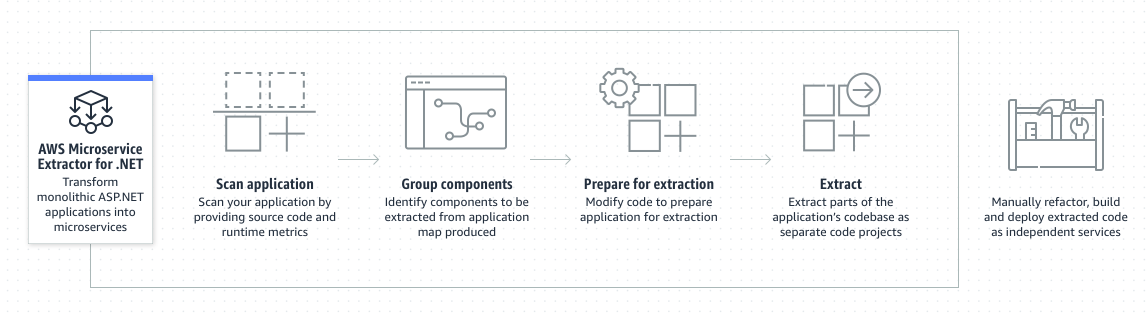 AWS Microservice
Extractor for .NET
Transform
monolithic ASP.NET
applications into
microservices
Scan application
Scan your application by
providing source code and
runtime metrics
Group components
Identify components to be
extracted from application
map produced
Prepare for extraction
Modify code to prepare
application for extraction
Extract
Extract parts of the
application's codebase as
separate code projects
Manually refactor, build
and deploy extracted code
as independent services